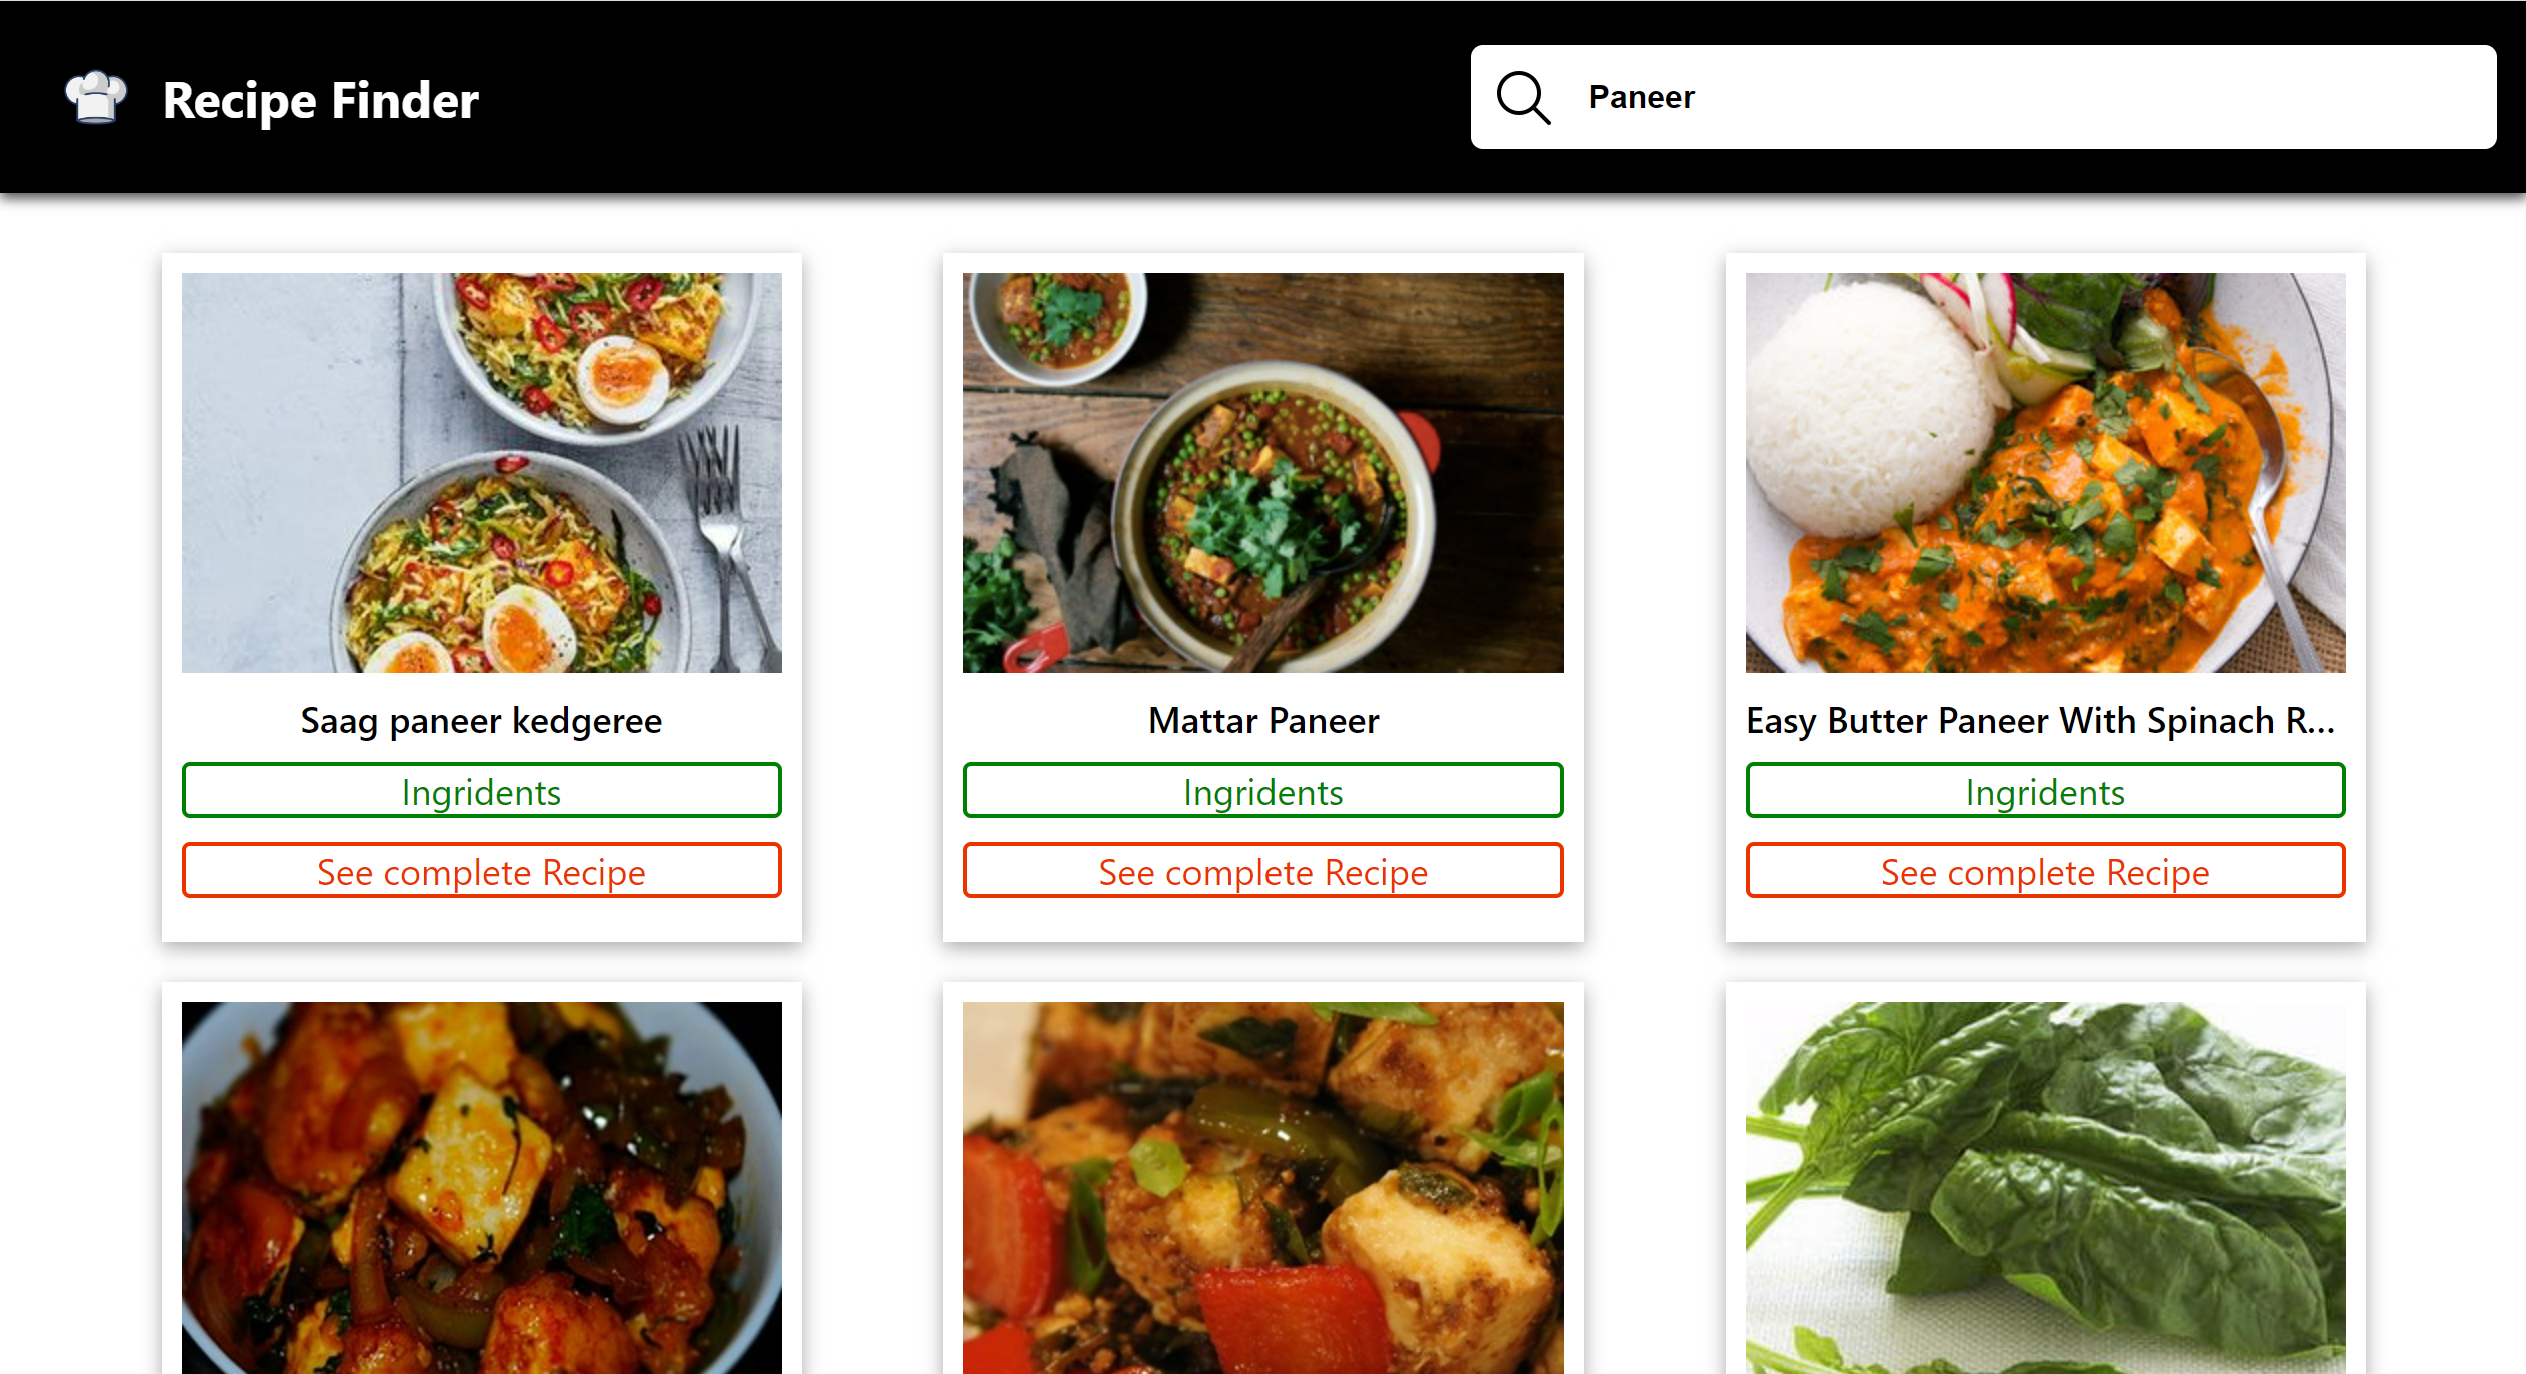 Recipe Finder
Paneer
Saag paneer kedgeree
Ingridents
See complete Recipe
Mattar Paneer
Ingridents
See complete Recipe
Easy Butter Paneer With Spinach R...
Ingridents
See complete Recipe